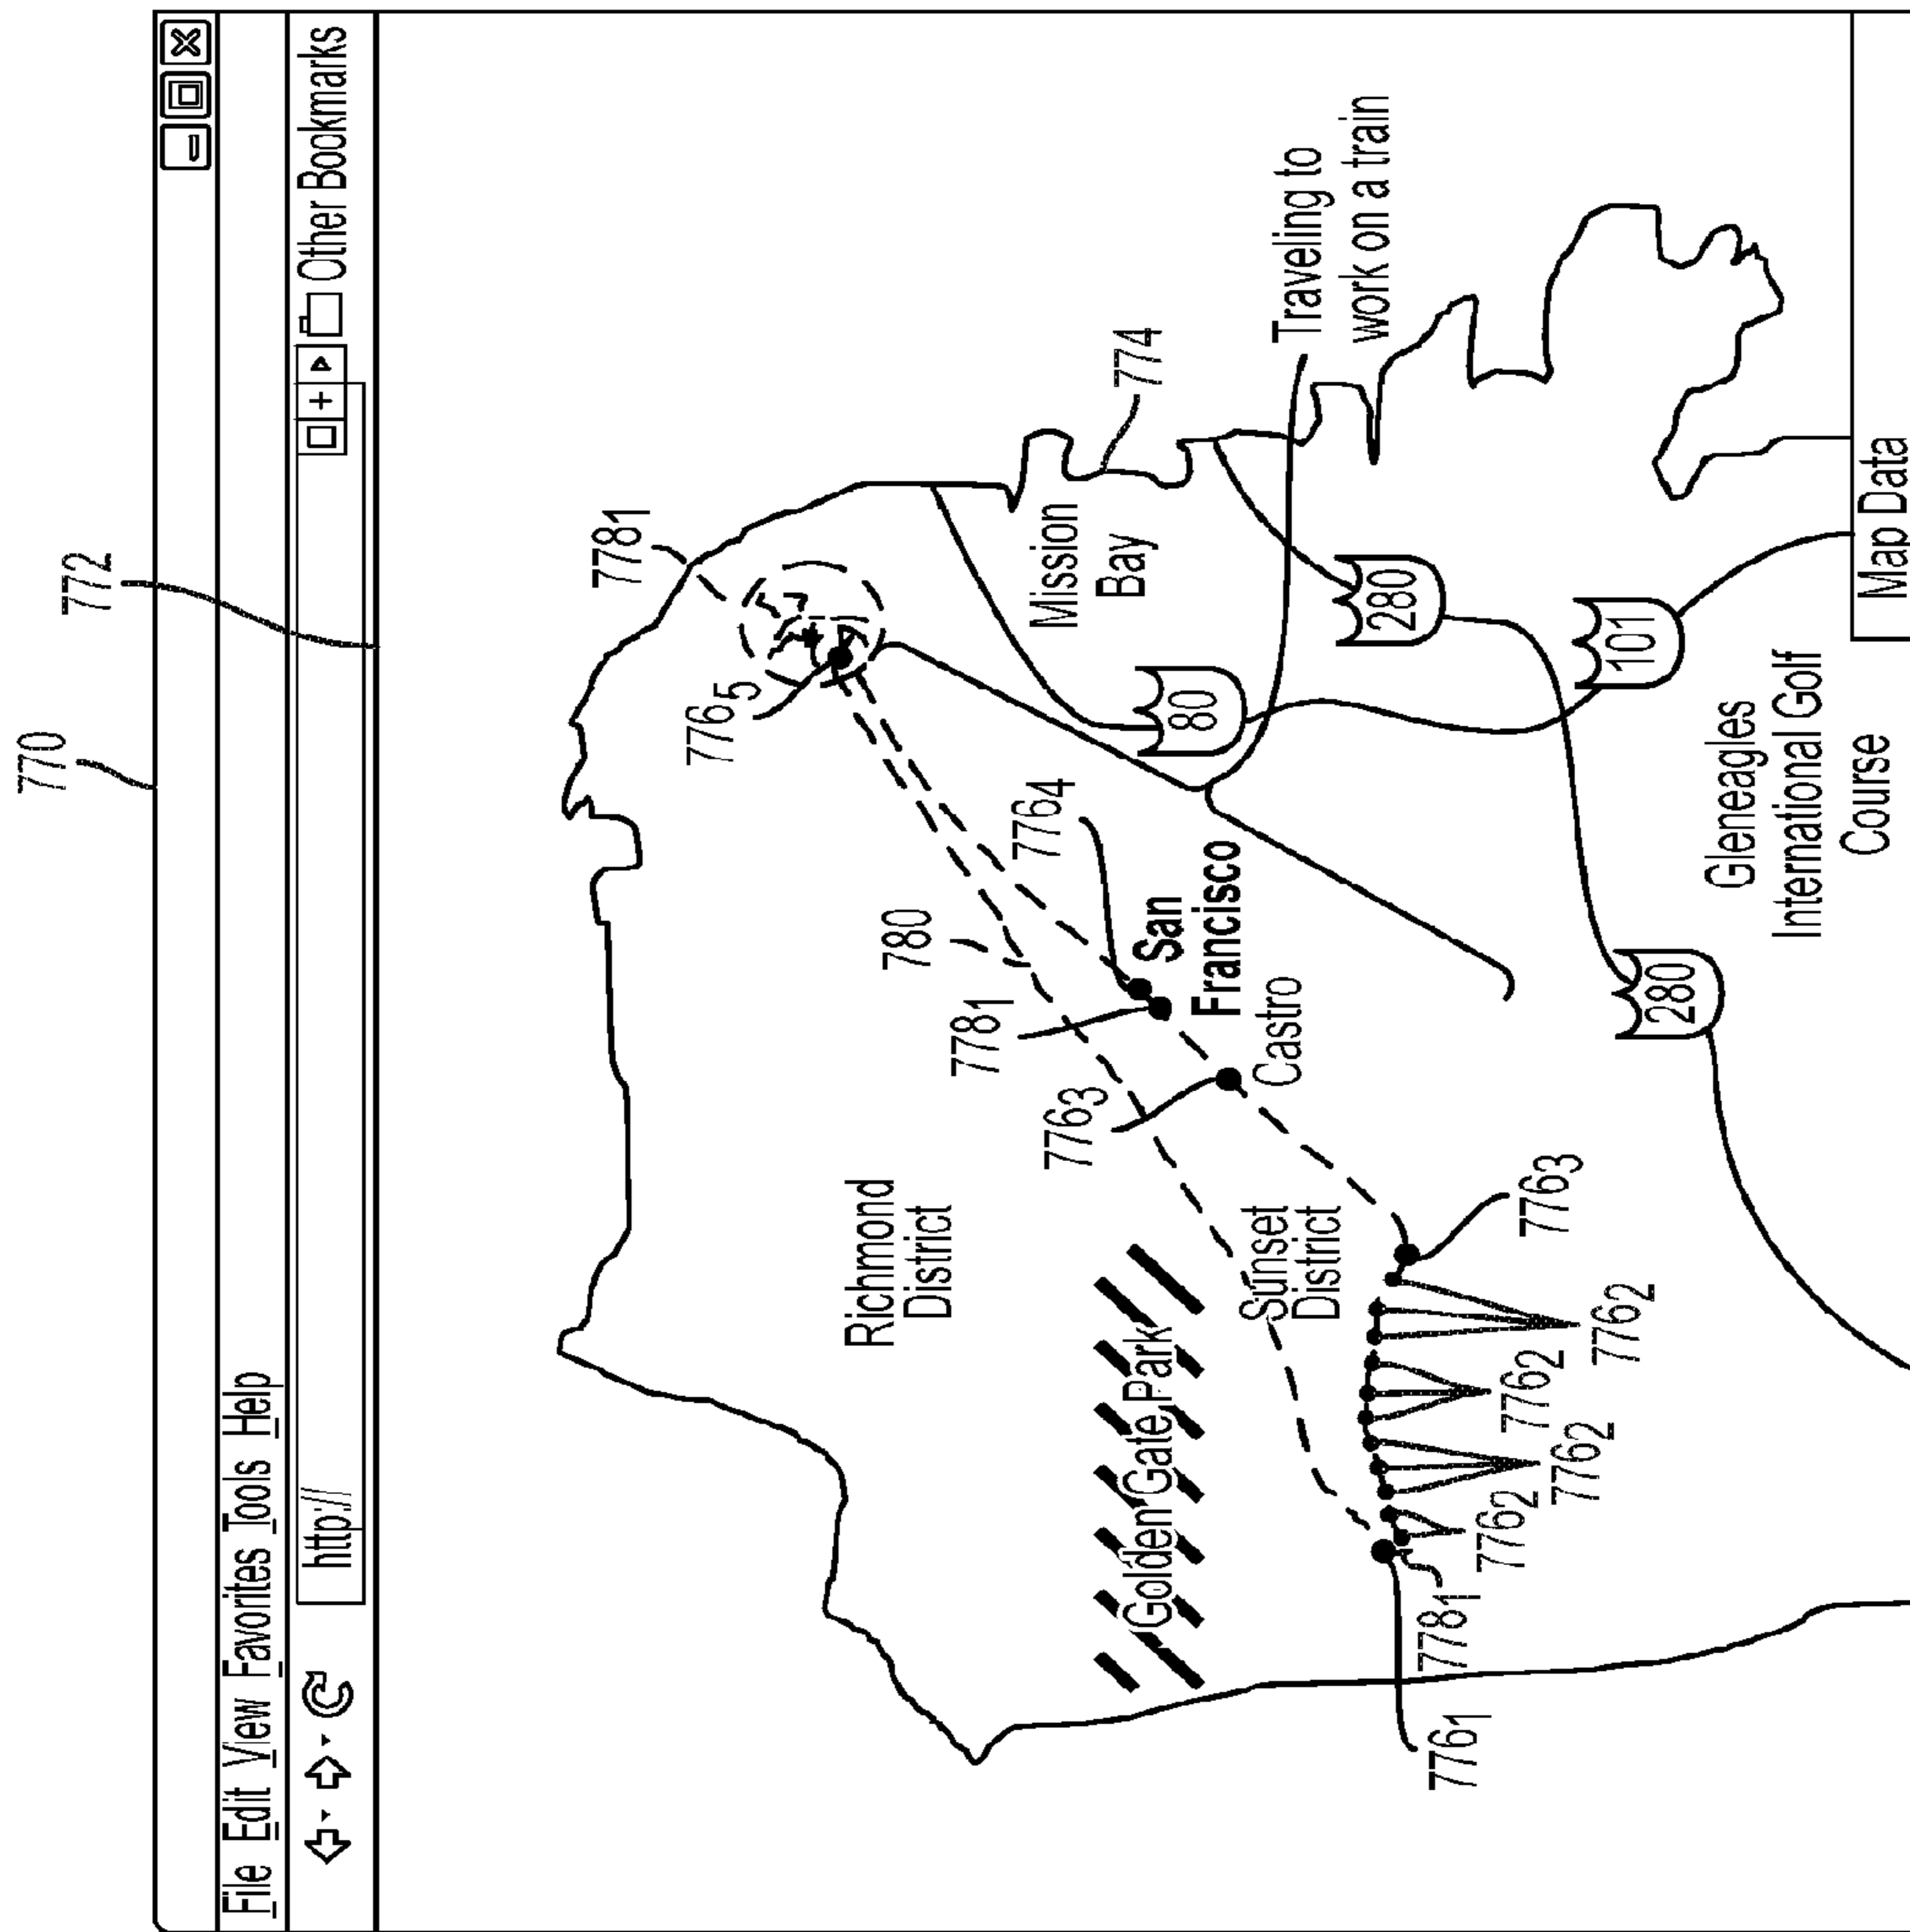 770
772
File Edit View Favorites Tools Help
http://
Other Bookmarks
7781
7765
774
780
7764
Mission
Bay
Richmond
District
7781
7763
San
Francisco
80
Castro
Traveling to
work on a train
Golden Gate Park
Sunset
District
280
7761
7781
7762
7762
7762
7762
7763
101
280
Gleneagles
International Golf
Course
Map Data